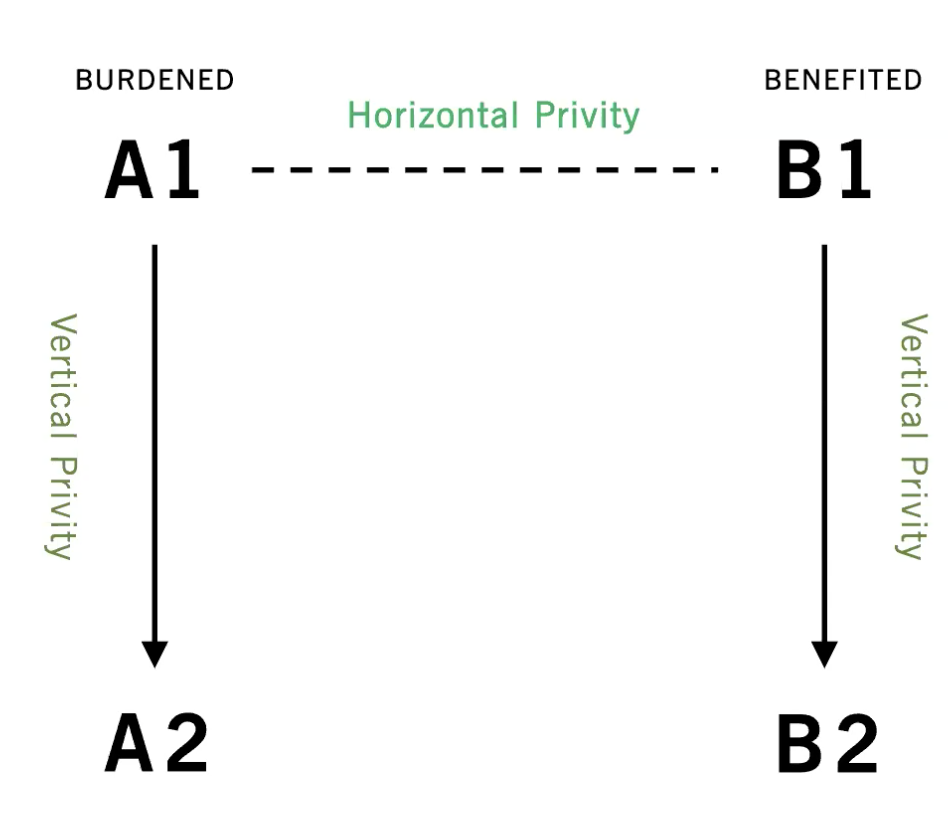 BURDENED
BENEFITED
Horizontal Privity
A1
B1
Vertical Privity
Vertical Privity
A2
B2